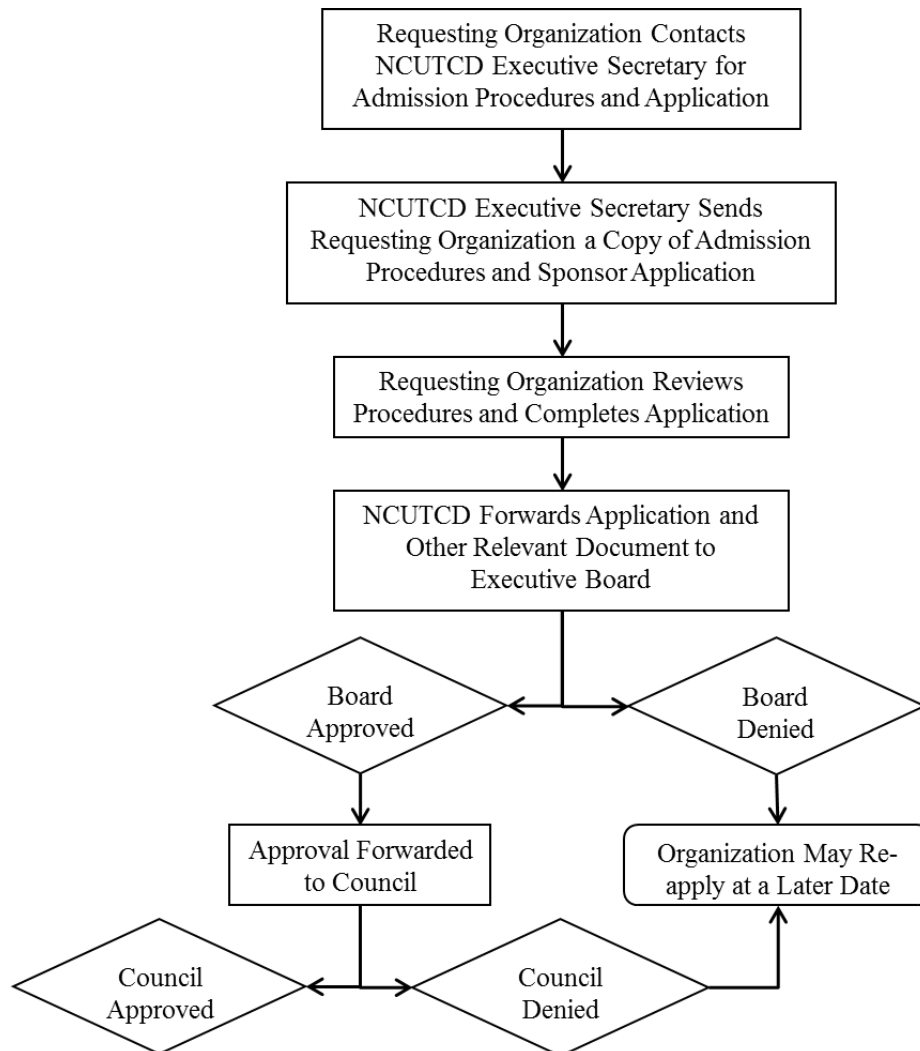 Requesting Organization Contacts
NCUTCD Executive Secretary for
Admission Procedures and Application
NCUTCD Executive Secretary Sends
Requesting Organization a Copy of Admission
Procedures and Sponsor Application
Requesting Organization Reviews
Procedures and Completes Application
NCUTCD Forwards Application and
Other Relevant Document to
Executive Board
Board
Approved
Board
Denied
Approval Forwarded
to Council
Organization May Re-
apply at a Later Date
Council
Approved
Council
Denied